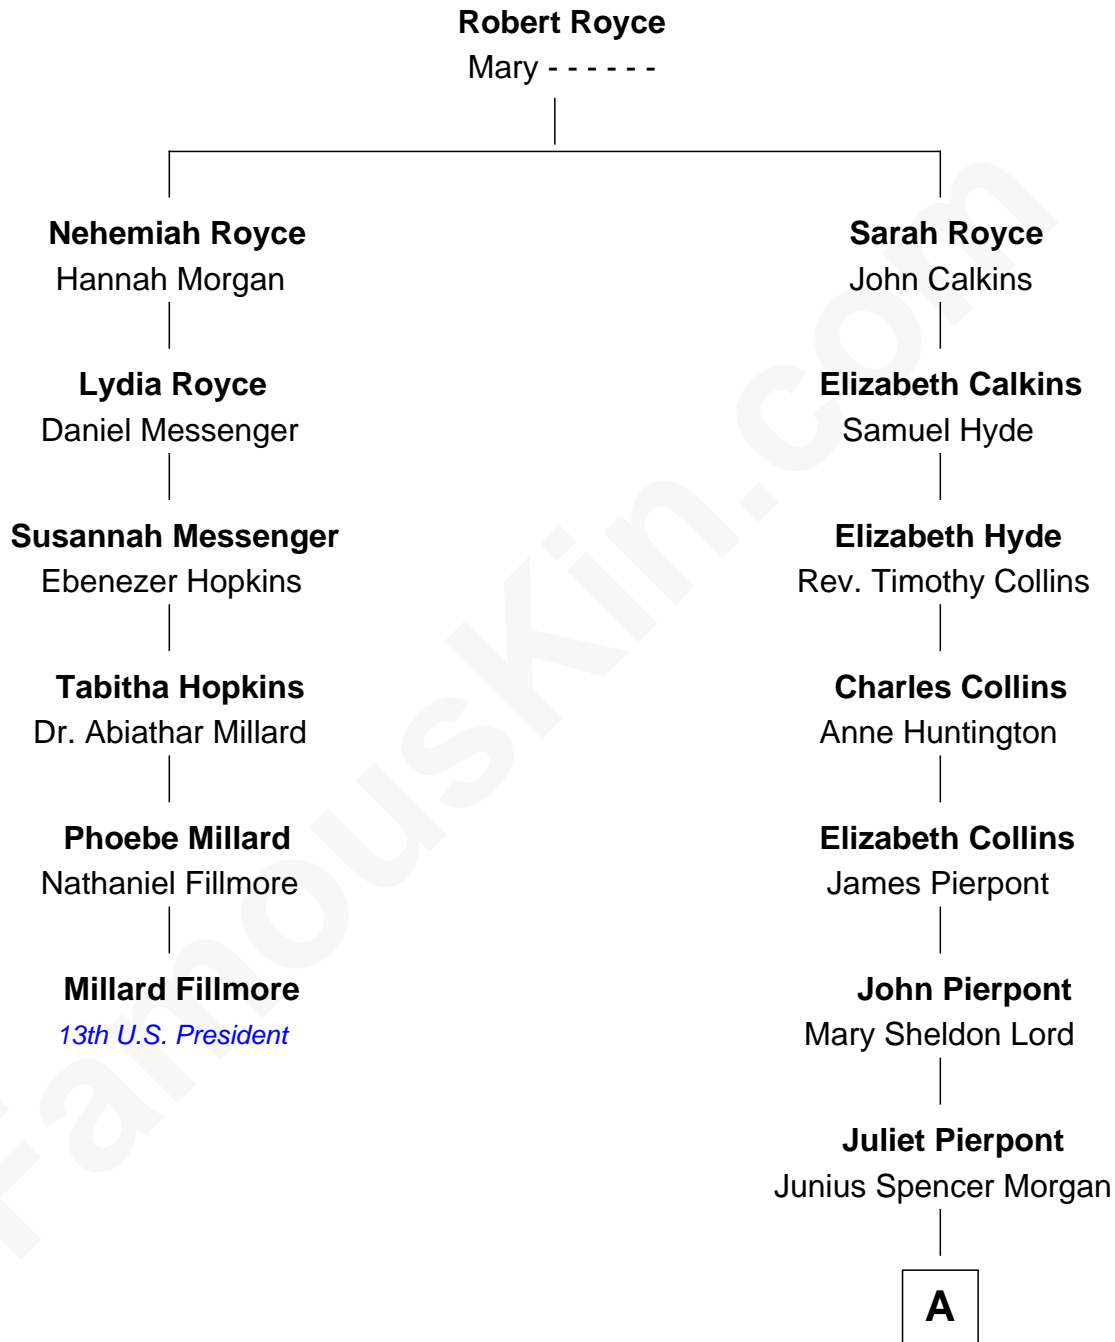 Robert Royce
Mary - - - - - -
Nehemiah Royce
Hannah Morgan
Lydia Royce
Daniel Messenger
Susannah Messenger
Ebenezer Hopkins
Tabitha Hopkins
Dr. Abiathar Millard
Phoebe Millard
Nathaniel Fillmore
Millard Fillmore
13th U.S. President
Sarah Royce
John Calkins
Elizabeth Calkins
Samuel Hyde
Elizabeth Hyde
Rev. Timothy Collins
Charles Collins
Anne Huntington
Elizabeth Collins
James Pierpont
John Pierpont
Mary Sheldon Lord
Juliet Pierpont
Junius Spencer Morgan
A
FamousKin.com